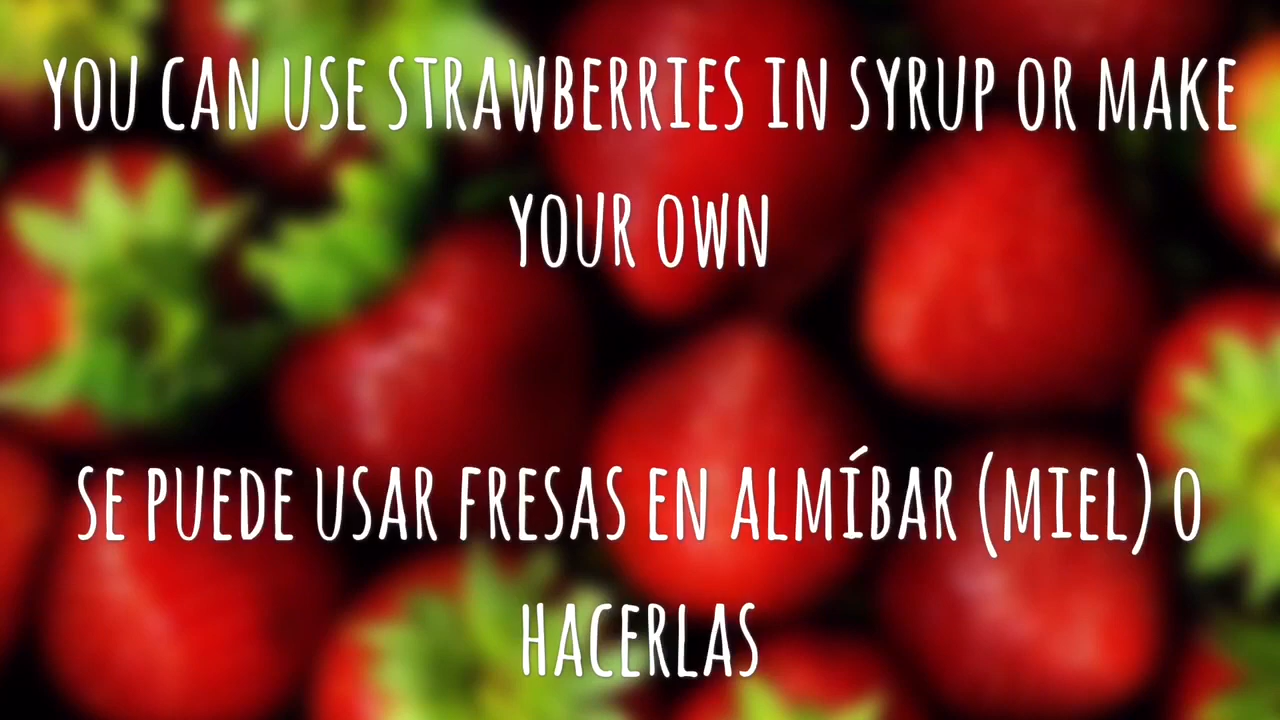 YOU CAN USE STRAWBERRIES IN SYRUP OR MAKE
YOUR OWN
SE PUEDE USAR FRESAS EN ALMÍBAR (MIEL) O
HACERLAS